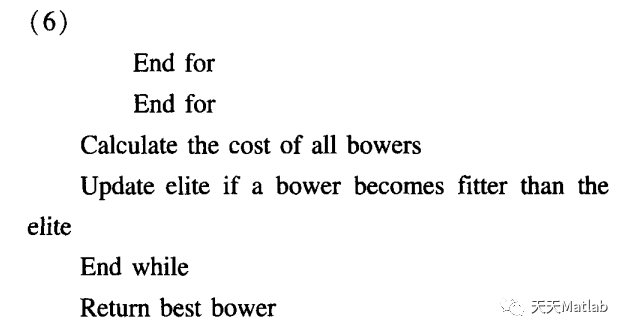 (6)
End for
End for
Calculate the cost of all bowers
Update elite if a bower becomes fitter than the
elite
End while
Return best bower
天天Matlab